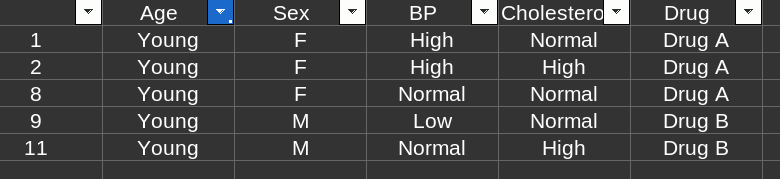 Age Sex BP Cholestero Drug
1 Young F High Normal Drug A
2 Young F High High Drug A
8 Young F Normal Normal Drug A
9 Young M Low Normal Drug B
11 Young M Normal High Drug B